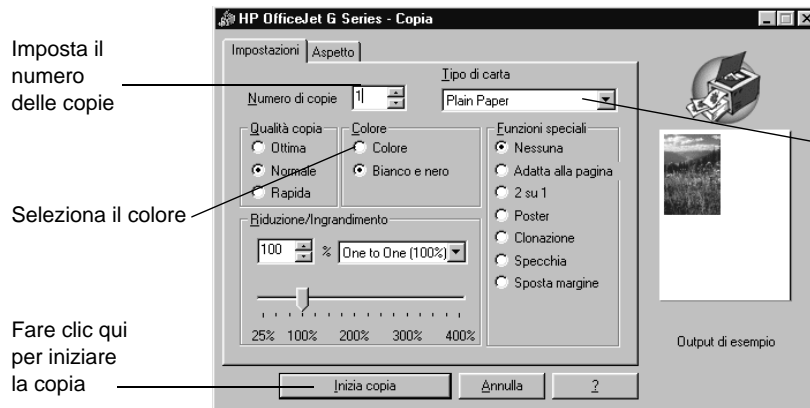 HP OfficeJet G Series - Copia
Impostazioni
Aspetto
Imposta il
numero
delle copie
Numero di copie
1
Tipo di carta
Plain Paper
Qualità copia
Ottima
Normale
Rapida
Colore
Colore
Bianco e nero
Funzioni speciali
Nessuna
Adatta alla pagina
2 su 1
Poster
Clonazione
Specchia
Sposta margine
Seleziona il colore
Riduzione/Ingrandimento
100 % One to One (100%)
25% 100% 200% 300% 400%
Output di esempio
Fare clic qui
per iniziare
la copia
Inizia copia
Annulla
?